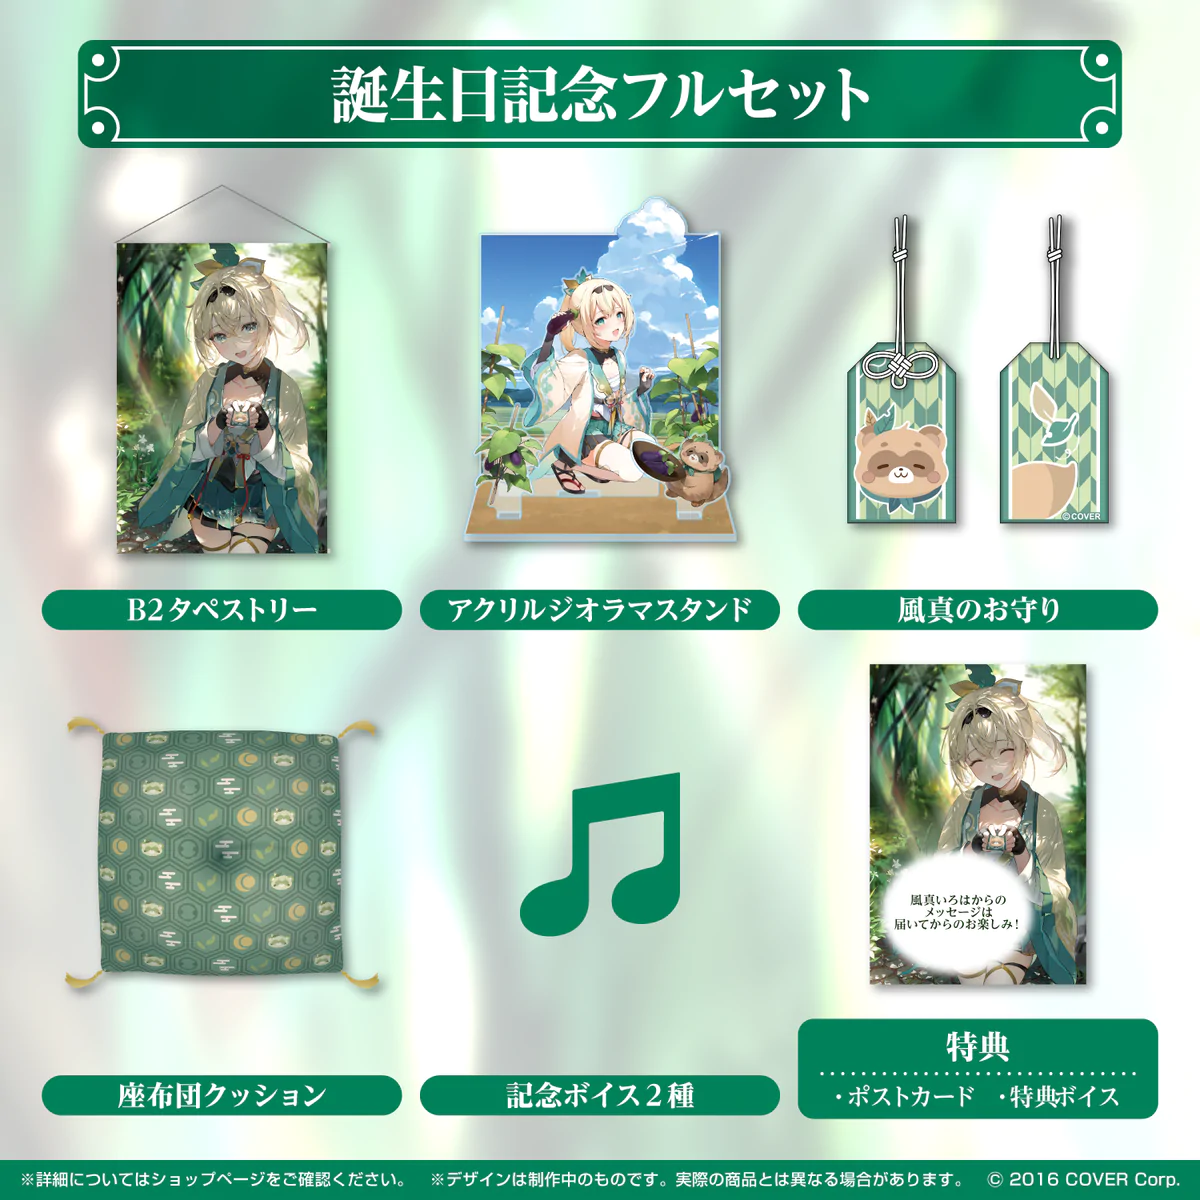 誕生日記念フルセット
B2タペストリー
アクリルジオラマスタンド
©COVER
風真のお守り
座布団クッション
記念ボイス2種
風真いろはからの
メッセージは
届いてからのお楽しみ!
特典
・ポストカード ・特典ボイス
※詳細についてはショップページをご確認ください。 ※デザインは制作中のものです。実際の商品とは異なる場合があります。 © 2016 COVER Corp.